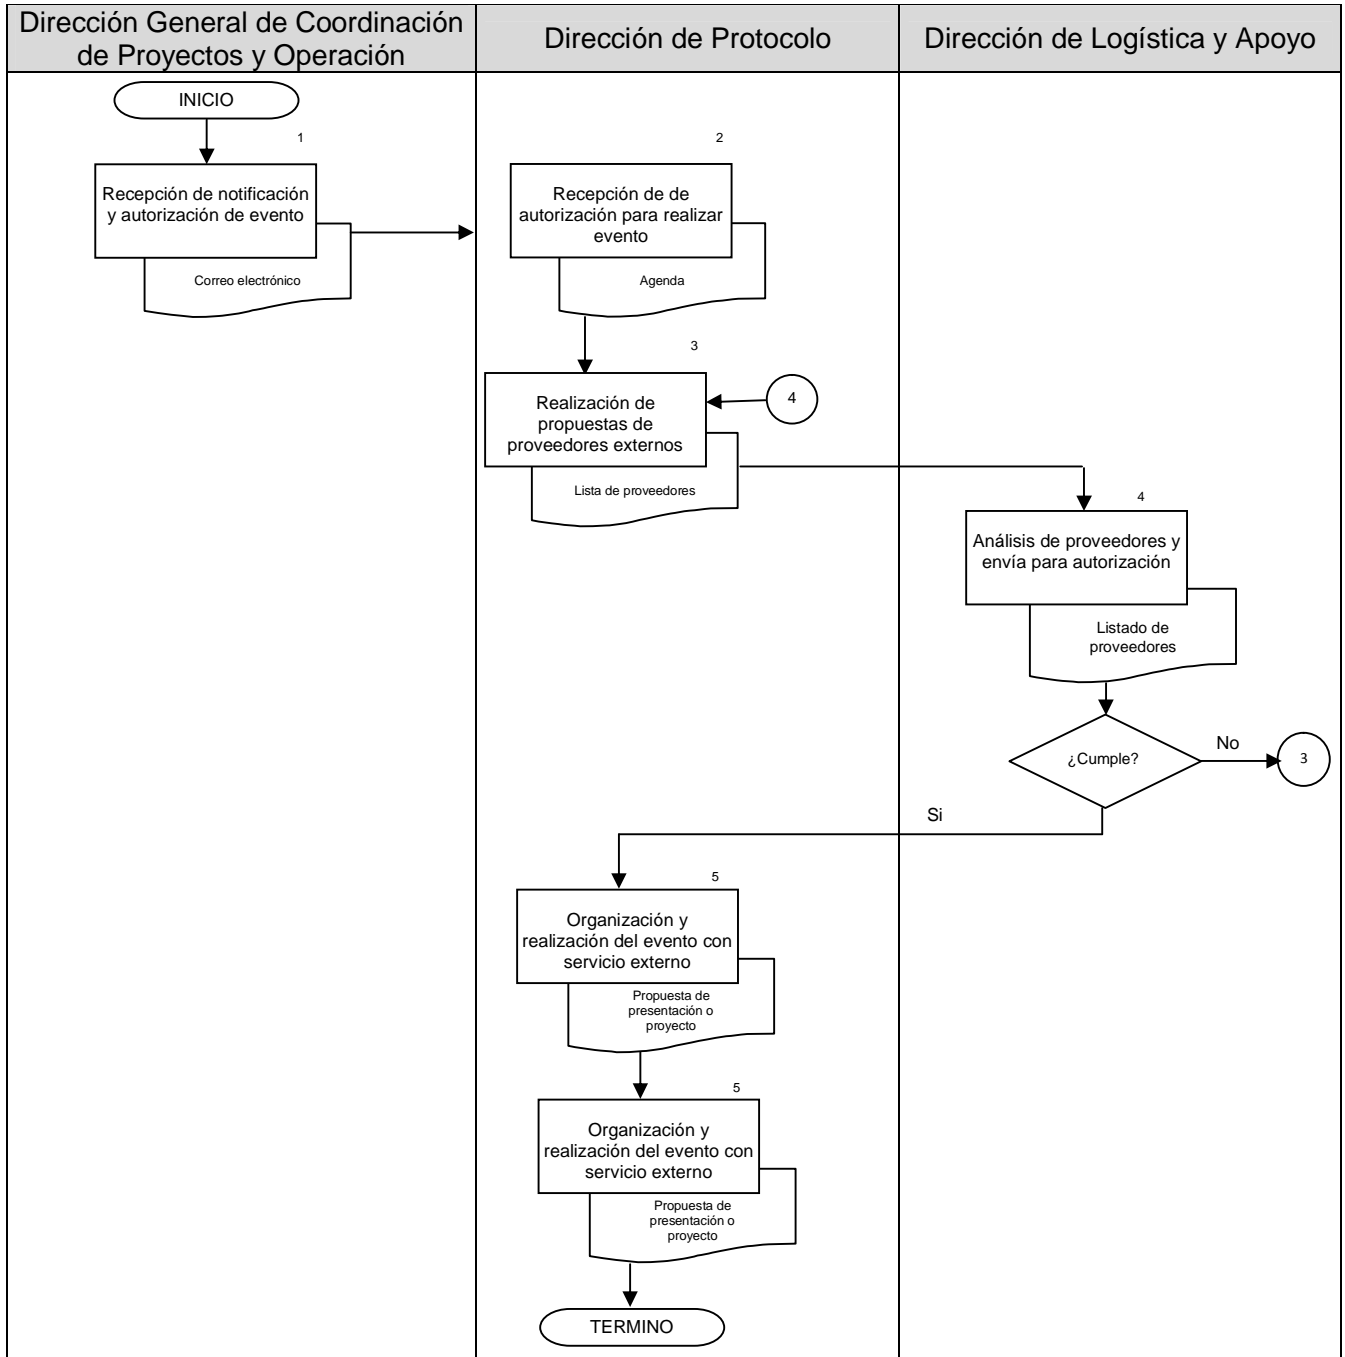 Dirección General de Coordinación
de Proyectos y Operación
Dirección de Protocolo
Dirección de Logística y Apoyo
INICIO
1
Recepción de notificación
y autorización de evento
Correo electrónico
2
Recepción de de
autorización para realizar
evento
Agenda
3
Realización de
propuestas de
proveedores externos
4
Lista de proveedores
4
Análisis de proveedores y
envía para autorización
Listado de
proveedores
¿Cumple?
No
3
Si
5
Organización y
realización del evento con
servicio externo
Propuesta de
presentación o
proyecto
5
Organización y
realización del evento con
servicio externo
Propuesta de
presentación o
proyecto
TERMINO